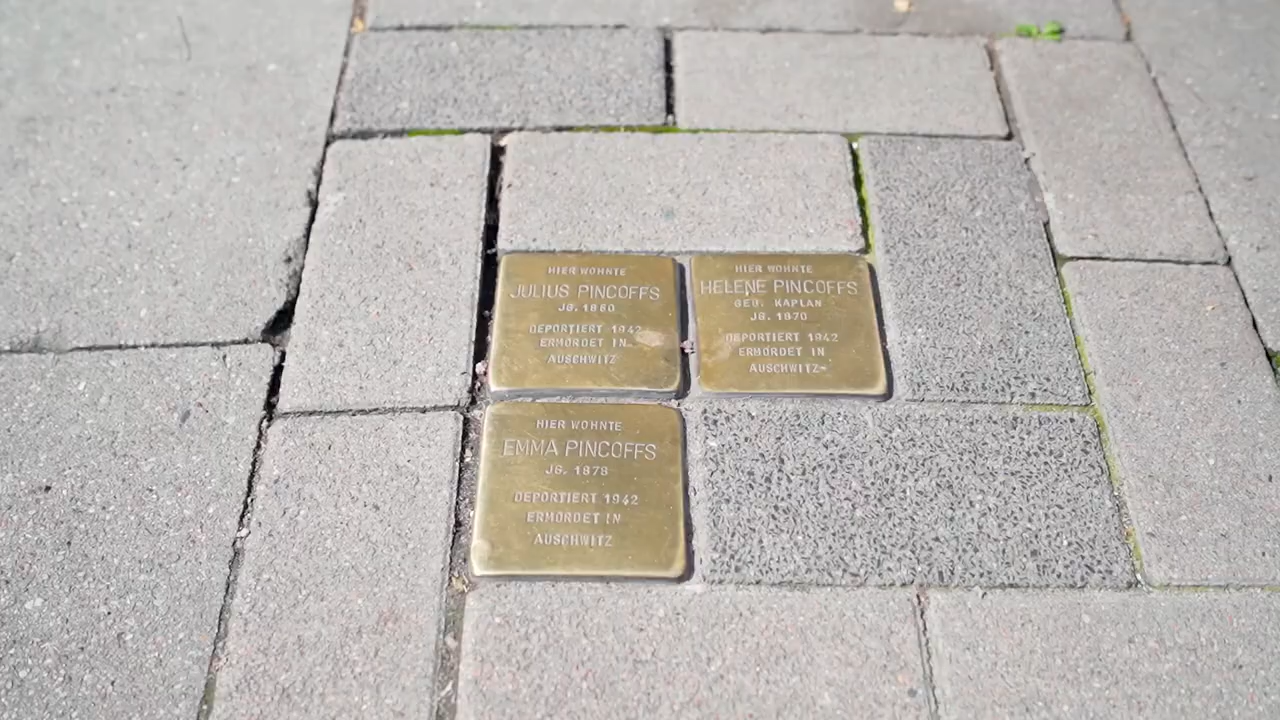 HIER WOHNTE
JULIUS PINCOFFS
JG. 1860
DEPORTIERT 1942
ERMORDET IN
AUSCHWITZ
HIER WOHNTE
HELENE PINCOFFS
GEB. KAPLAN
JG. 1870
DEPORTIERT 1942
ERMORDET IN
AUSCHWITZ
HIER WOHNTE
EMMA PINCOFFS
JG. 1878
DEPORTIERT 1942
ERMORDET IN
AUSCHWITZ